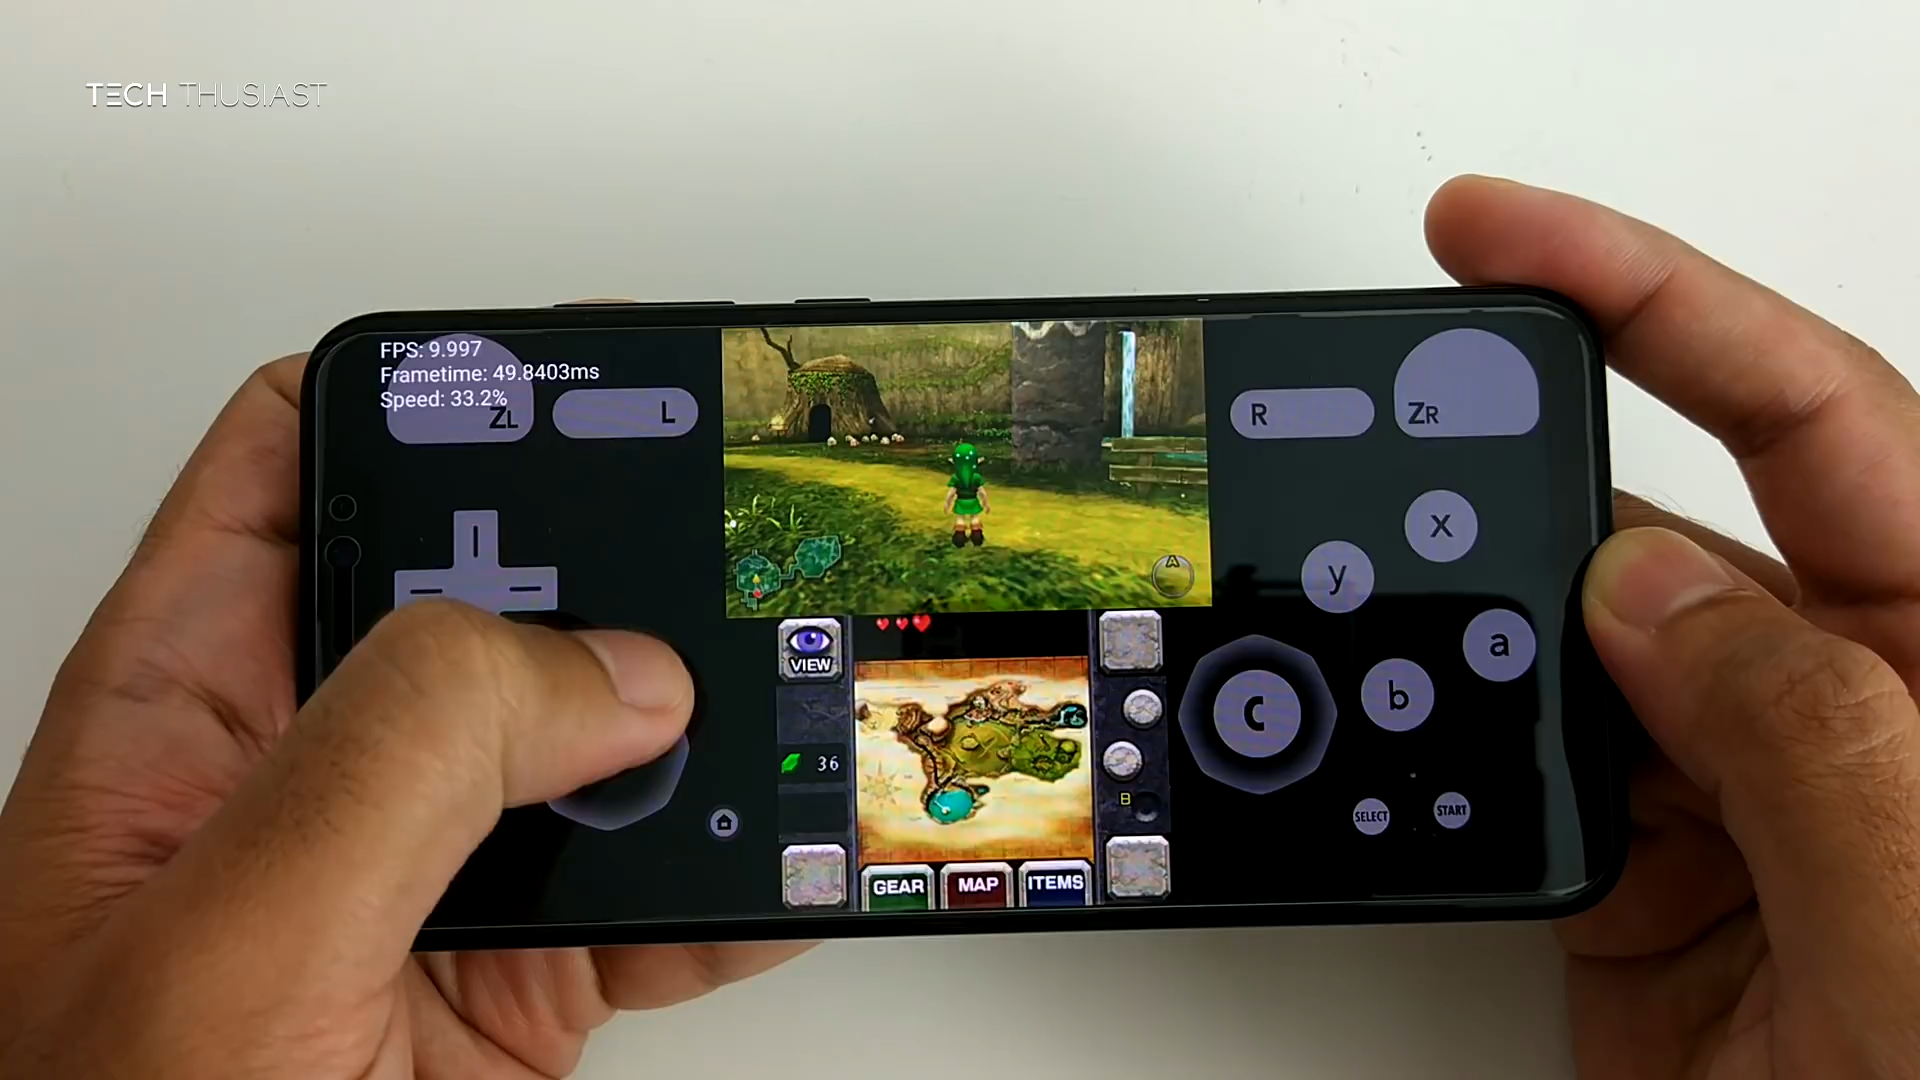 TECH THUSIAST
FPS: 9.997
Frametime: 49.8403ms
Speed: 33.2%
ZL
L
R
ZR
A
x
y
a
b
C
VIEW
36
B
GEAR
MAP
ITEMS
SELECT
START